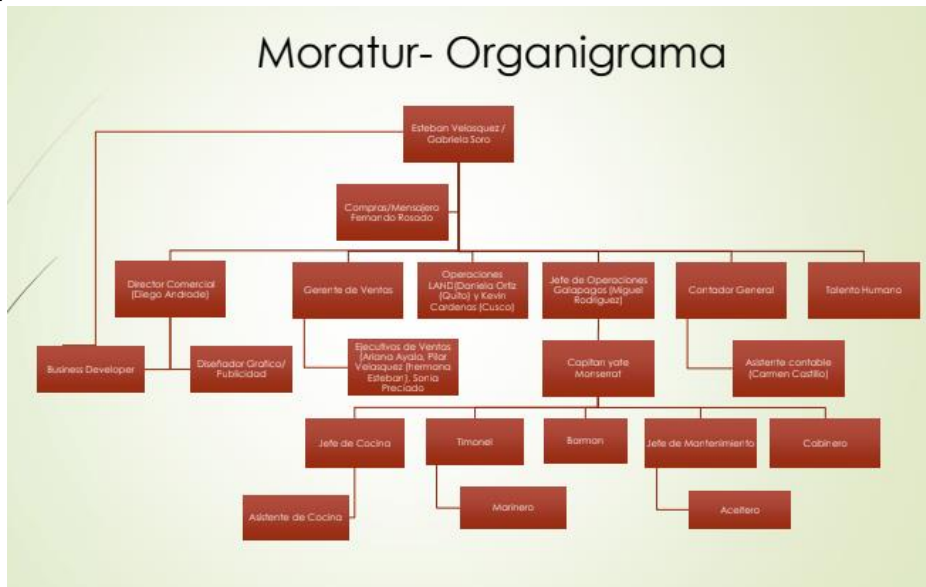 Moratur- Organigrama
Esteban Velasquez /
Gabriela Soro
Compras/Mensajero
Fernando Rosado
Director Comercial
(Diego Andrade)
Gerente de Ventas
Operaciones
LAND(Daniela Ortiz
(Quito) y Kevin
Cardenas (Cusco)
Jefe de Operaciones
Galapagos (Miguel
Rodriguez)
Contador General
Talento Humano
Business Developer
Diseñador Grafico/
Publicidad
Ejecutivos de Ventas
(Ariana Ayala, Pilar
Velasquez (hermana
Esteban), Sonia
Preciado
Capitan yate
Monserrat
Asistente contable
(Carmen Castillo)
Jefe de Cocina
Timonel
Barman
Jefe de Mantenimiento
Cabinero
Asistente de Cocina
Marinero
Aceitero